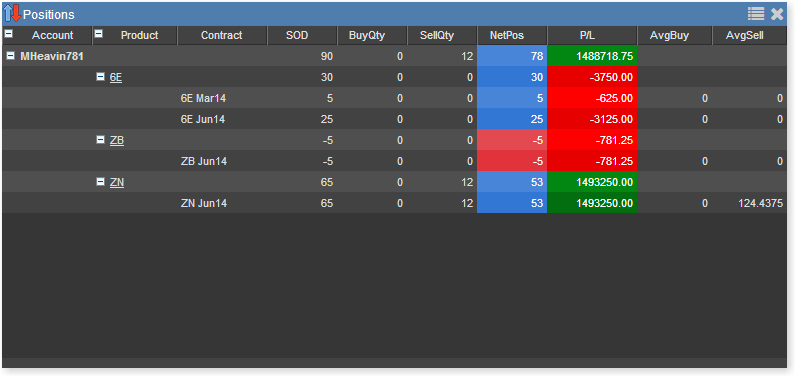 Positions
Account Product Contract SOD BuyQty SellQty NetPos P/L AvgBuy AvgSell
MHeavin781 90 0 12 78 1488718.75
6E 30 0 0 30 -3750.00
6E Mar14 5 0 0 5 -625.00 0 0
6E Jun14 25 0 0 25 -3125.00 0 0
ZB -5 0 0 -5 -781.25
ZB Jun14 -5 0 0 -5 -781.25 0 0
ZN 65 0 12 53 1493250.00
ZN Jun14 65 0 12 53 1493250.00 0 124.4375